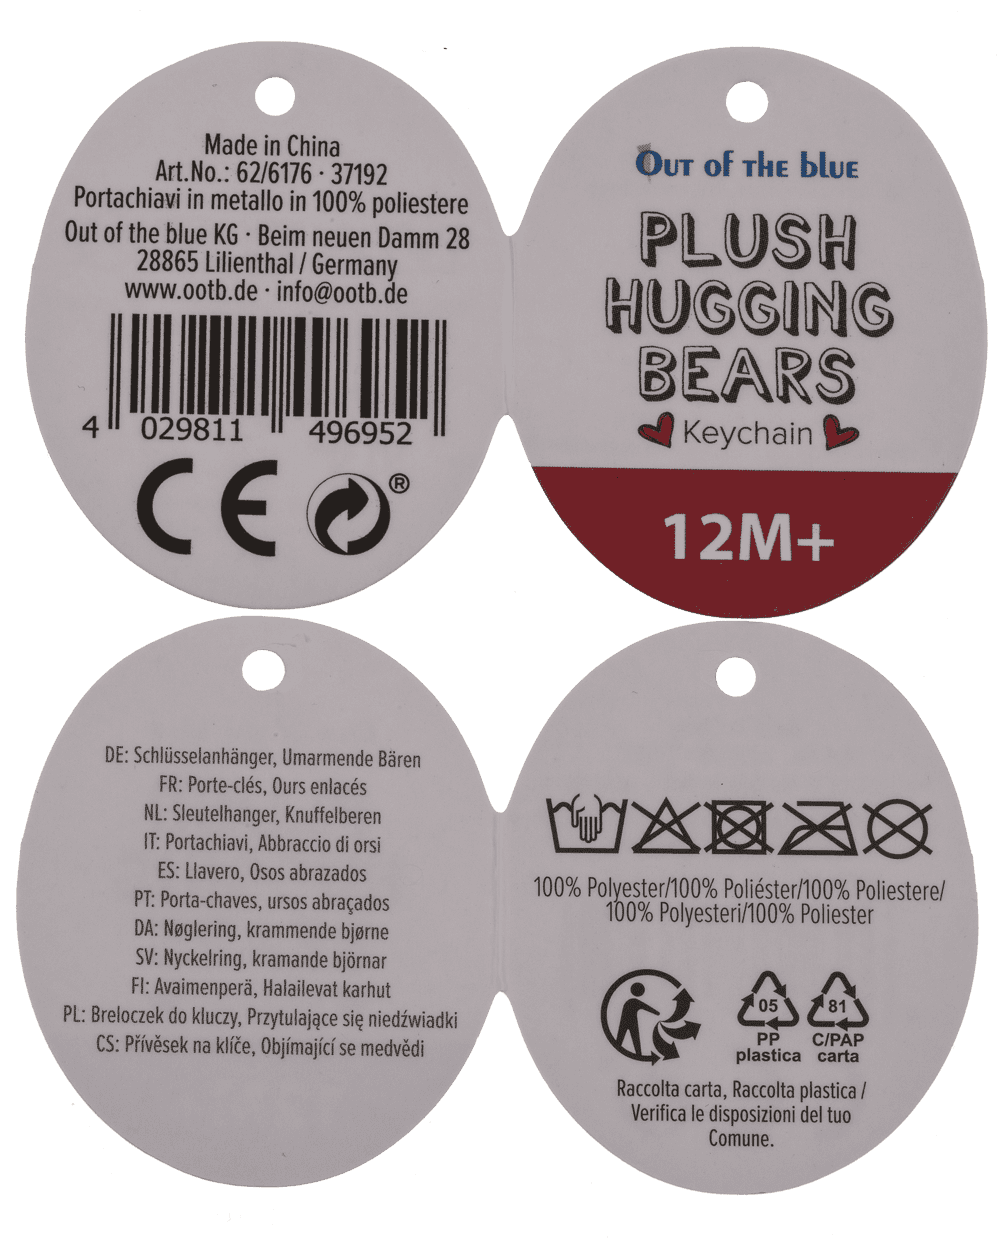 Made in China
Art.No.: 62/6176 · 37192
Portachiavi in metallo in 100% poliestere
Out of the blue KG · Beim neuen Damm 28
28865 Lilienthal / Germany
www.ootb.de · info@ootb.de
4 029811 496952
CE
®
Out of the blue
PLUSH
HUGGING
BEARS
Keychain
12M+
DE: Schlüsselanhänger, Umarmende Bären
FR: Porte-clés, Ours enlacés
NL: Sleutelhanger, Knuffelberen
IT: Portachiavi, Abbraccio di orsi
ES: Llavero, Osos abrazados
PT: Porta-chaves, ursos abraçados
DA: Nøglering, krammende bjørne
SV: Nyckelring, kramande björnar
FI: Avaimenperä, Halailevat karhut
PL: Breloczek do kluczy, Przytulające się niedźwiadki
CS: Přívěsek na klíče, Objímající se medvědi
100% Polyester/100% Poliéster/100% Poliestere/
100% Polyesteri/100% Poliester
05 81
PP C/PAP
plastica carta
Raccolta carta, Raccolta plastica /
Verifica le disposizioni del tuo
Comune.